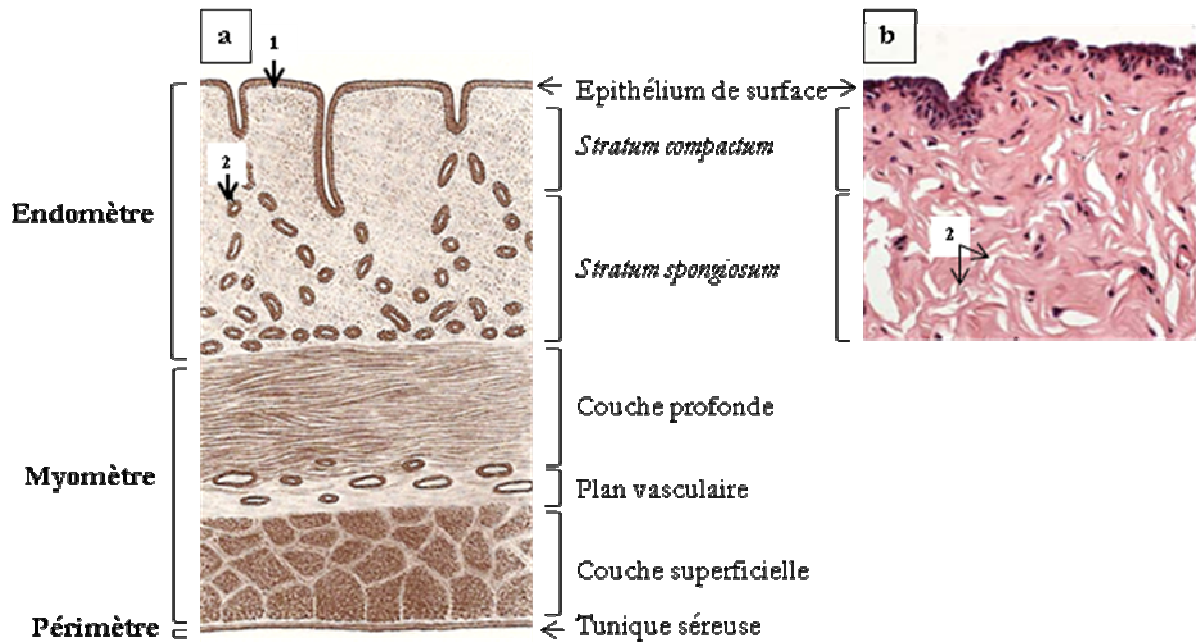 a
1
b
Epithélium de surface
Stratum compactum
2
Endomètre
Stratum spongiosum
2
Couche profonde
Myomètre
Plan vasculaire
Couche superficielle
Périmètre
Tunique séreuse